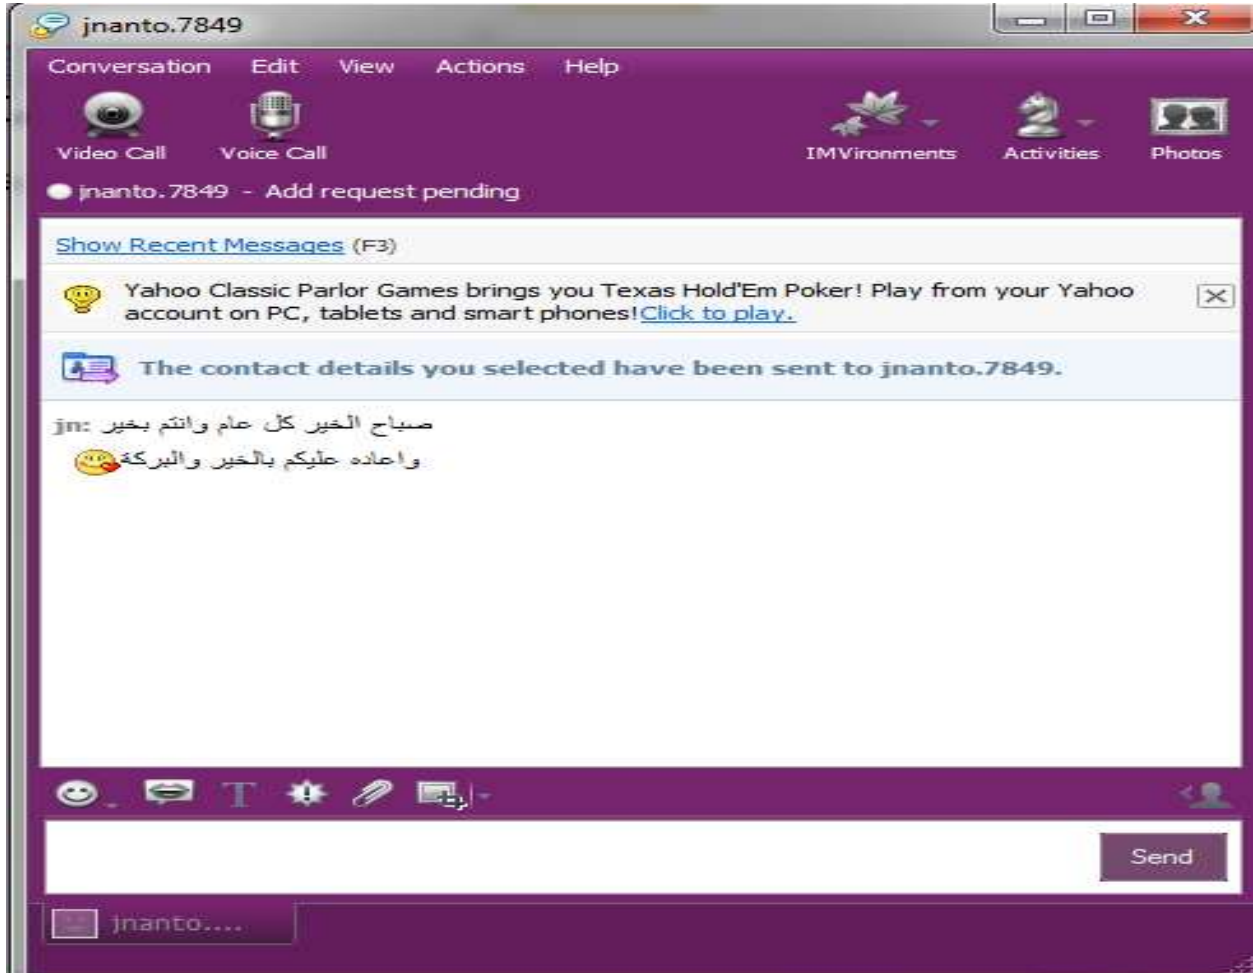 jnanto.7849
Conversation Edit View Actions Help
Video Call Voice Call IMVironments Activities Photos
jnanto.7849 - Add request pending
Show Recent Messages (F3)
Yahoo Classic Parlor Games brings you Texas Hold'Em Poker! Play from your Yahoo
account on PC, tablets and smart phones!Click to play.
The contact details you selected have been sent to jnanto.7849.
jn: صباح الخير كل عام وانتم بخير
واعاده عليكم بالخير والبركة
T
Send
jnanto....